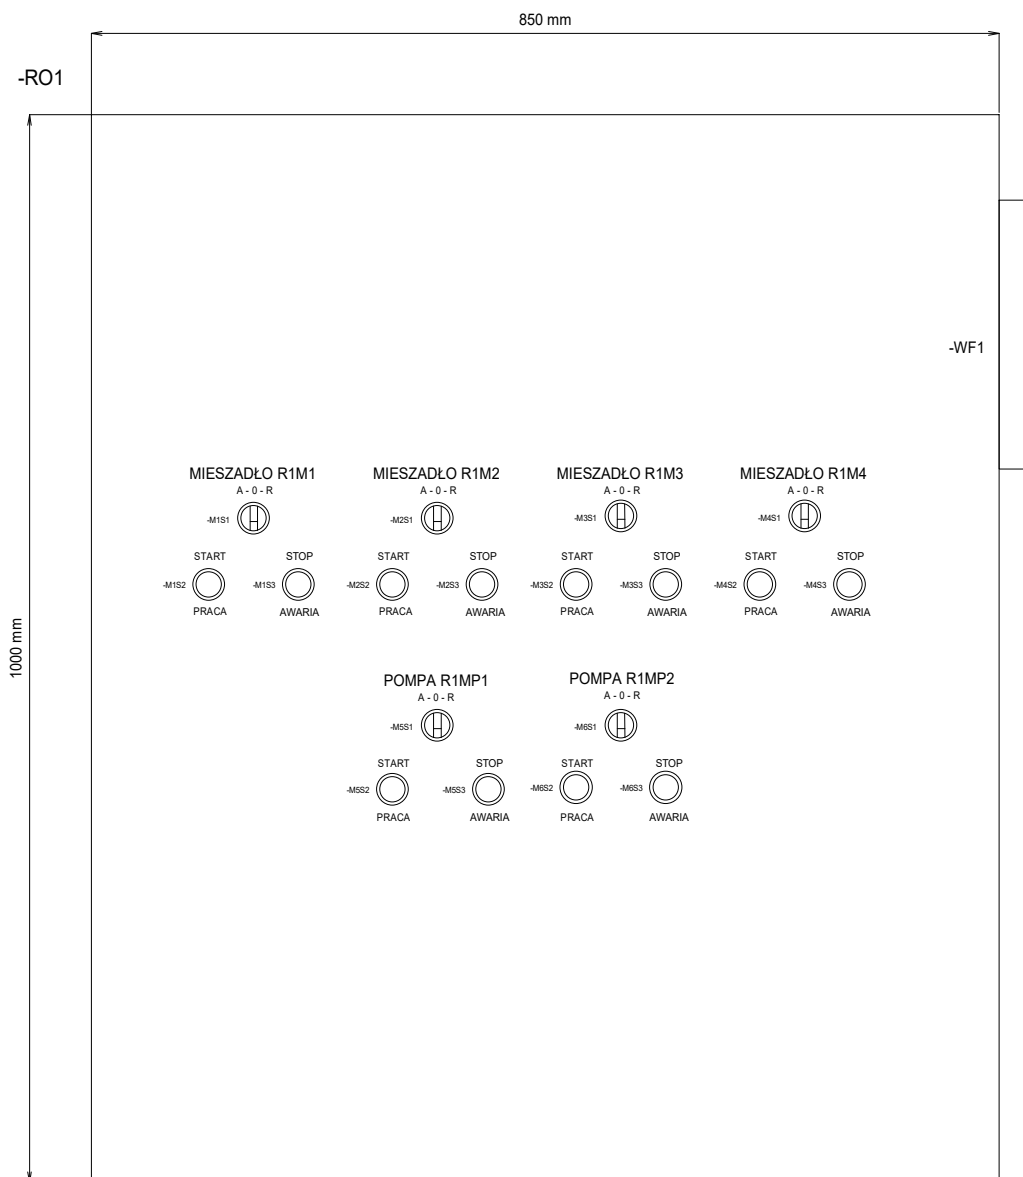 850 mm
-RO1
-WF1
MIESZADŁO R1M1 MIESZADŁO R1M2 MIESZADŁO R1M3 MIESZADŁO R1M4
A - 0 - R A - 0 - R A - 0 - R A - 0 - R
-M1S1 -M2S1 -M3S1 -M4S1
START STOP START STOP START STOP START STOP
-M1S2 -M1S3 -M2S2 -M2S3 -M3S2 -M3S3 -M4S2 -M4S3
PRACA AWARIA PRACA AWARIA PRACA AWARIA PRACA AWARIA
1000 mm
POMPA R1MP1 POMPA R1MP2
A - 0 - R A - 0 - R
-M5S1 -M6S1
START STOP START STOP
-M5S2 -M5S3 -M6S2 -M6S3
PRACA AWARIA PRACA AWARIA